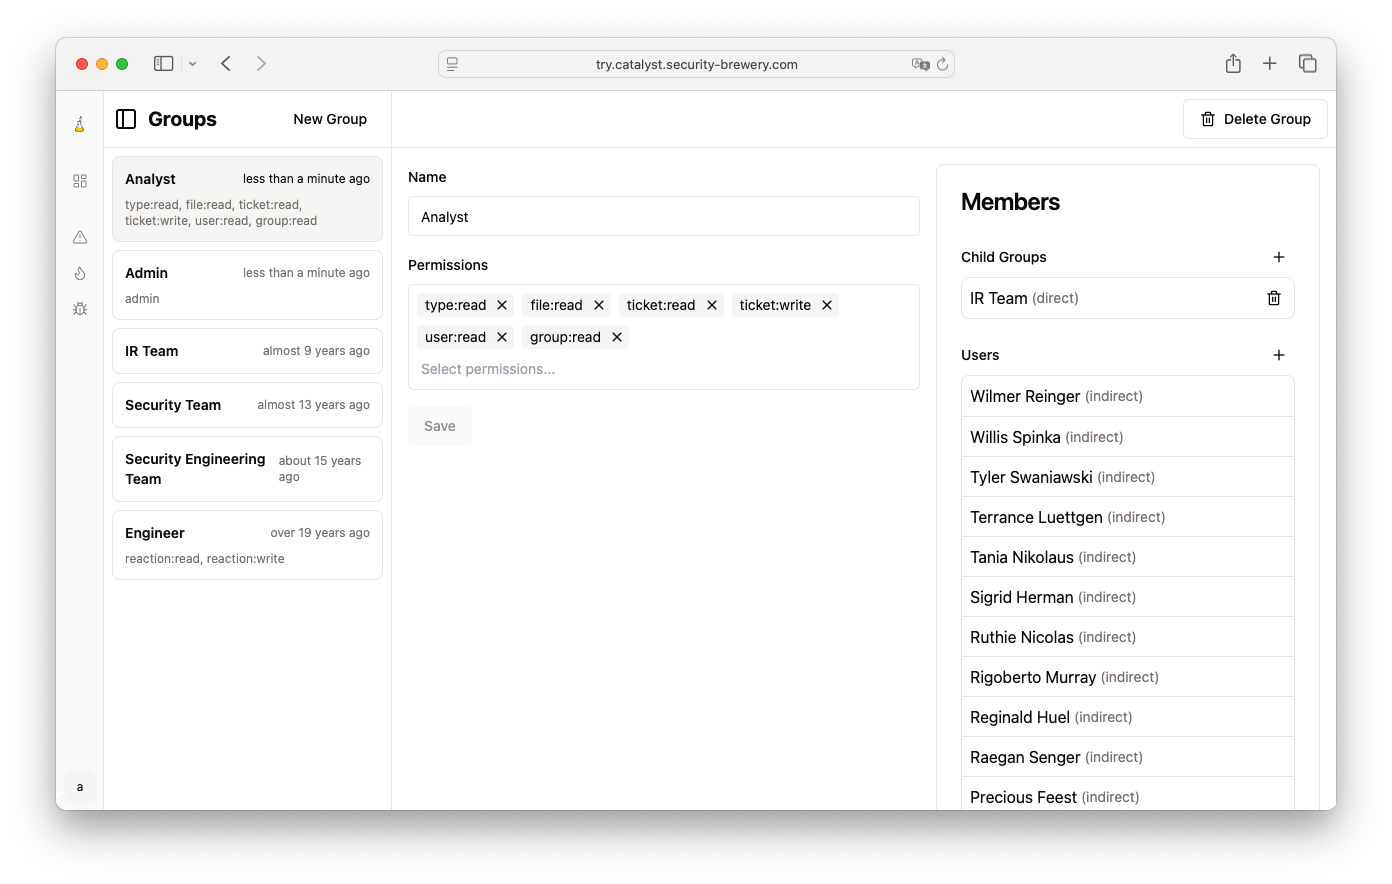 try.catalyst.security-brewery.com
Groups
New Group
Delete Group
Analyst
less than a minute ago
type:read, file:read, ticket:read,
ticket:write, user:read, group:read
Admin
less than a minute ago
admin
IR Team
almost 9 years ago
Security Team
almost 13 years ago
Security Engineering
Team
about 15 years
ago
Engineer
over 19 years ago
reaction:read, reaction:write
a
Name
Analyst
Permissions
type:read
file:read
ticket:read
ticket:write
user:read
group:read
Select permissions...
Save
Members
Child Groups
IR Team (direct)
Users
Wilmer Reinger (indirect)
Willis Spinka (indirect)
Tyler Swaniawski (indirect)
Terrance Luettgen (indirect)
Tania Nikolaus (indirect)
Sigrid Herman (indirect)
Ruthie Nicolas (indirect)
Rigoberto Murray (indirect)
Reginald Huel (indirect)
Raegan Senger (indirect)
Precious Feest (indirect)